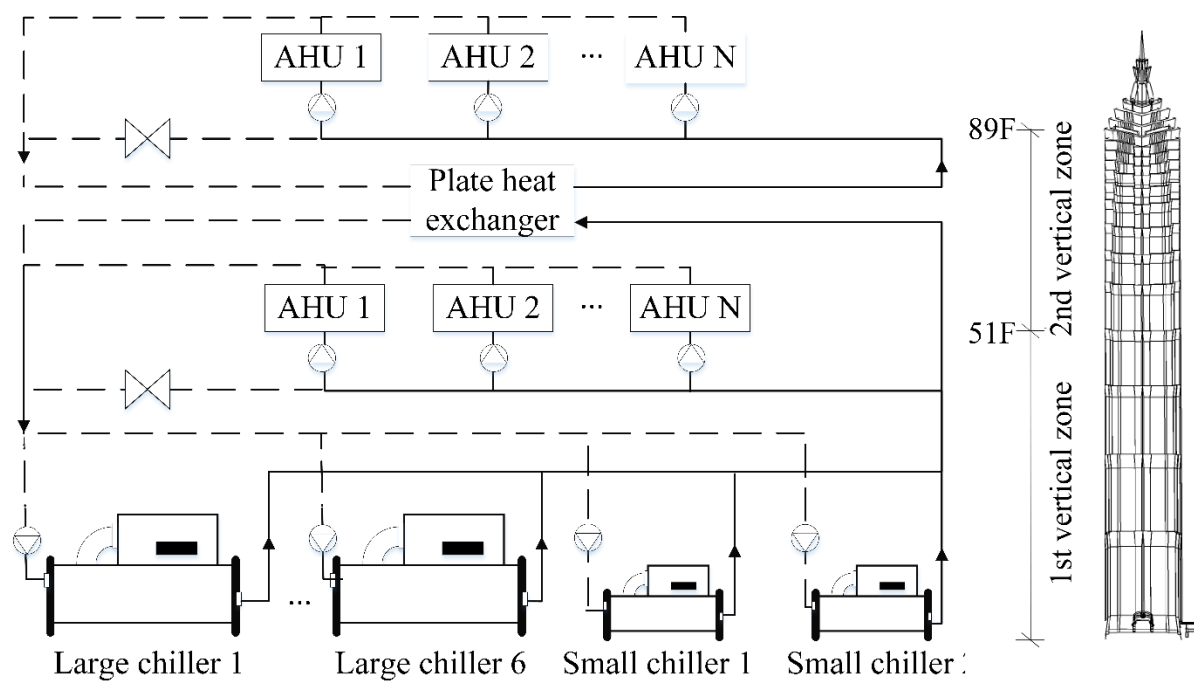 AHU 1
AHU 2
...
AHU N
89F
Plate heat
exchanger
2nd vertical zone
AHU 1
AHU 2
...
AHU N
51F
1st vertical zone
...
Large chiller 1
Large chiller 6
Small chiller 1
Small chiller